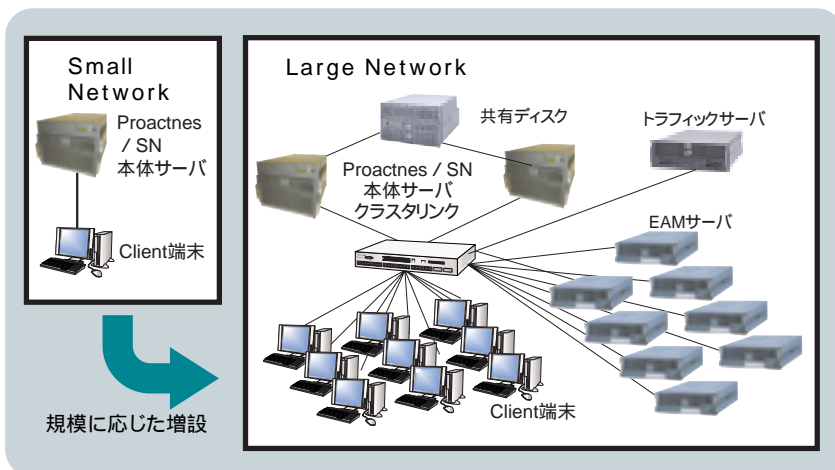 Small
Network
Proactnes
/ SN
本体サーバ
Client端末
規模に応じた増設
Large Network
共有ディスク
トラフィックサーバ
Proactnes / SN
本体サーバ
クラスタリンク
EAMサーバ
Client端末